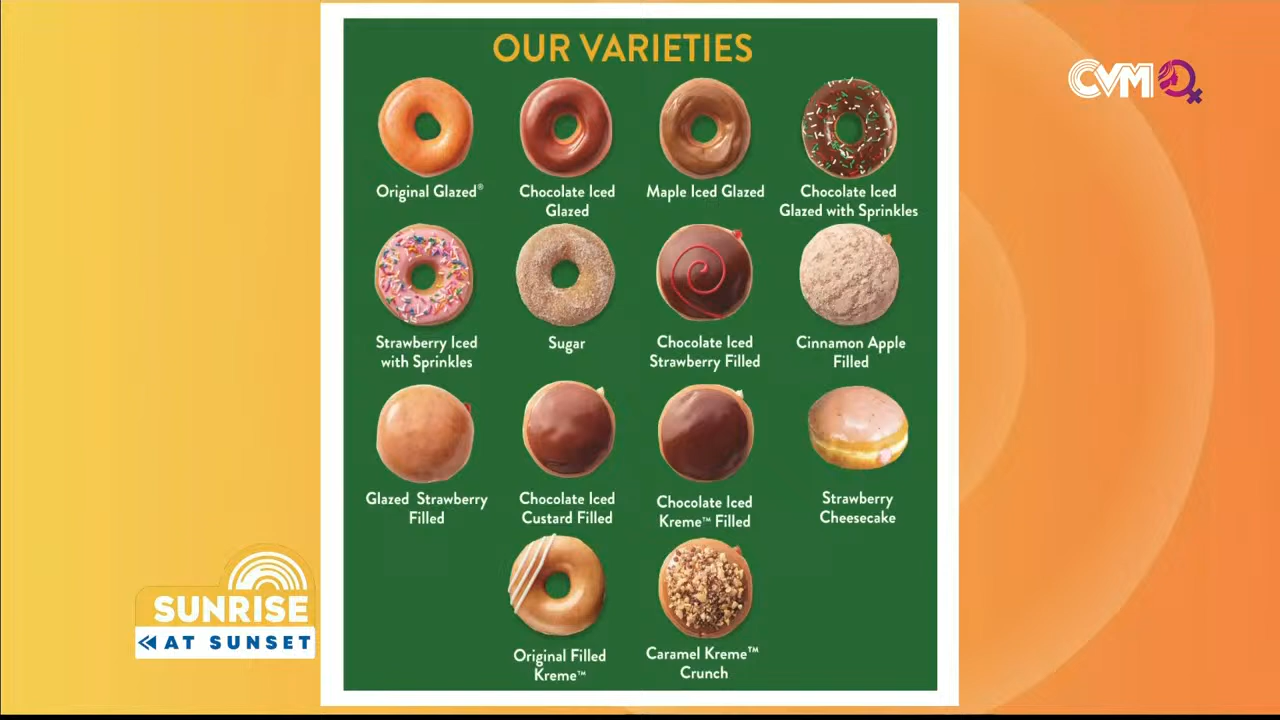 OUR VARIETIES
CVM
Original Glazed®
Chocolate Iced
Glazed
Maple Iced Glazed
Chocolate Iced
Glazed with Sprinkles
Strawberry Iced
with Sprinkles
Sugar
Chocolate Iced
Strawberry Filled
Cinnamon Apple
Filled
Glazed Strawberry
Filled
Chocolate Iced
Custard Filled
Chocolate Iced
Kreme™ Filled
Strawberry
Cheesecake
Original Filled
Kreme™
Caramel Kreme™
Crunch
SUNRISE
AT SUNSET